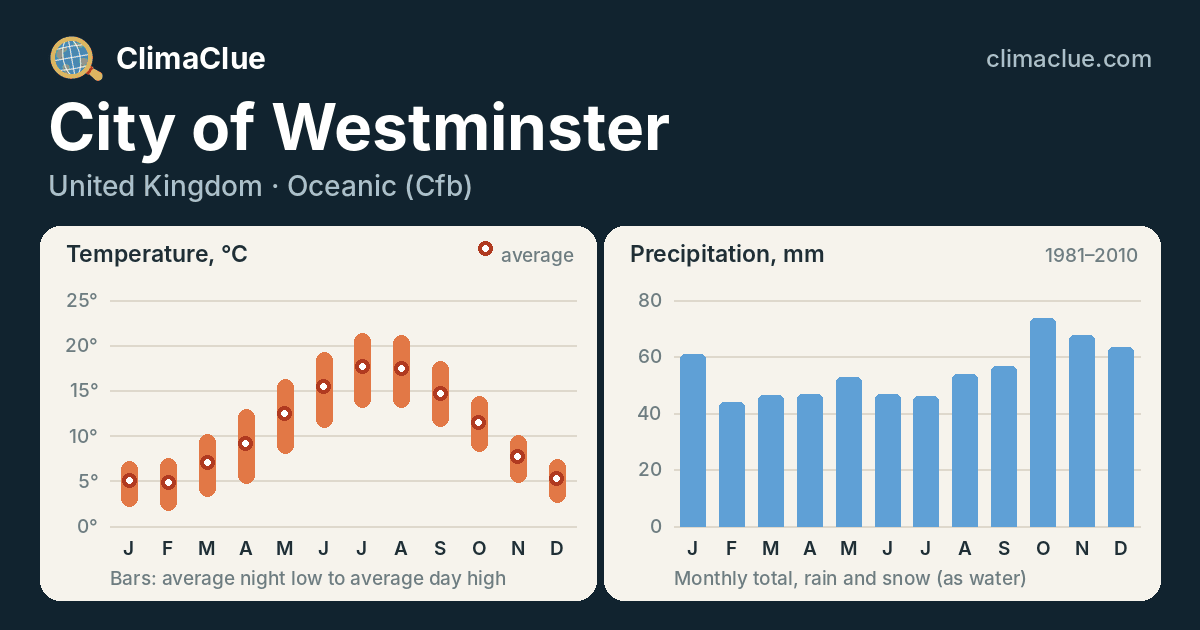 ClimaClue
climaclue.com
City of Westminster
United Kingdom · Oceanic (Cfb)
Temperature, °C
average
25°
20°
15°
10°
5°
0°
J F M A M J J A S O N D
Bars: average night low to average day high
Precipitation, mm
1981–2010
80
60
40
20
0
J F M A M J J A S O N D
Monthly total, rain and snow (as water)